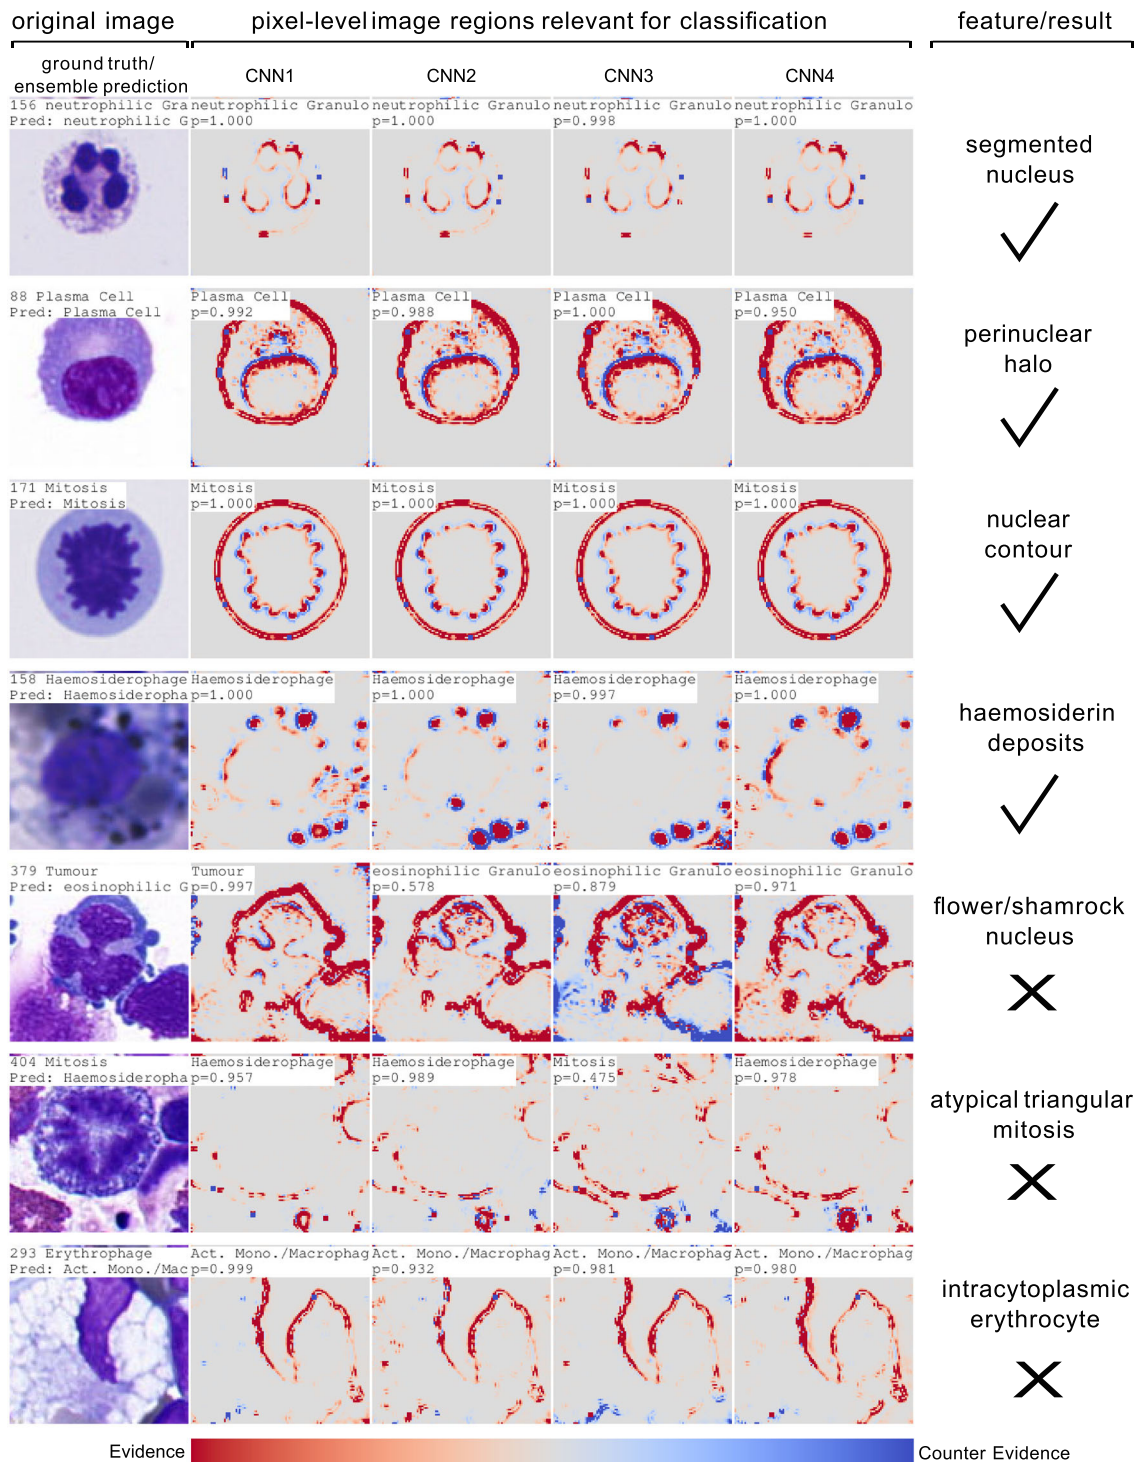 original image
pixel-level image regions relevant for classification
feature/result
ground truth/
ensemble prediction
CNN1
CNN2
CNN3
CNN4
156 neutrophilic Gra
Pred: neutrophilic G
neutrophilic Granulo
p=1.000
neutrophilic Granulo
p=1.000
neutrophilic Granulo
p=0.998
neutrophilic Granulo
p=1.000
segmented
nucleus
88 Plasma Cell
Pred: Plasma Cell
Plasma Cell
p=0.992
Plasma Cell
p=0.988
Plasma Cell
p=1.000
Plasma Cell
p=0.950
perinuclear
halo
171 Mitosis
Pred: Mitosis
Mitosis
p=1.000
Mitosis
p=1.000
Mitosis
p=1.000
Mitosis
p=1.000
nuclear
contour
158 Haemosiderophage
Pred: Haemosideropha
Haemosiderophage
p=1.000
Haemosiderophage
p=1.000
Haemosiderophage
p=0.997
Haemosiderophage
p=1.000
haemosiderin
deposits
379 Tumour
Pred: eosinophilic G
Tumour
p=0.997
eosinophilic Granulo
p=0.578
eosinophilic Granulo
p=0.879
eosinophilic Granulo
p=0.971
flower/shamrock
nucleus
404 Mitosis
Pred: Haemosideropha
Haemosiderophage
p=0.957
Haemosiderophage
p=0.989
Mitosis
p=0.475
Haemosiderophage
p=0.978
atypical triangular
mitosis
293 Erythrophage
Pred: Act. Mono./Mac
Act. Mono./Macrophag
p=0.999
Act. Mono./Macrophag
p=0.932
Act. Mono./Macrophag
p=0.981
Act. Mono./Macrophag
p=0.980
intracytoplasmic
erythrocyte
Evidence
Counter Evidence